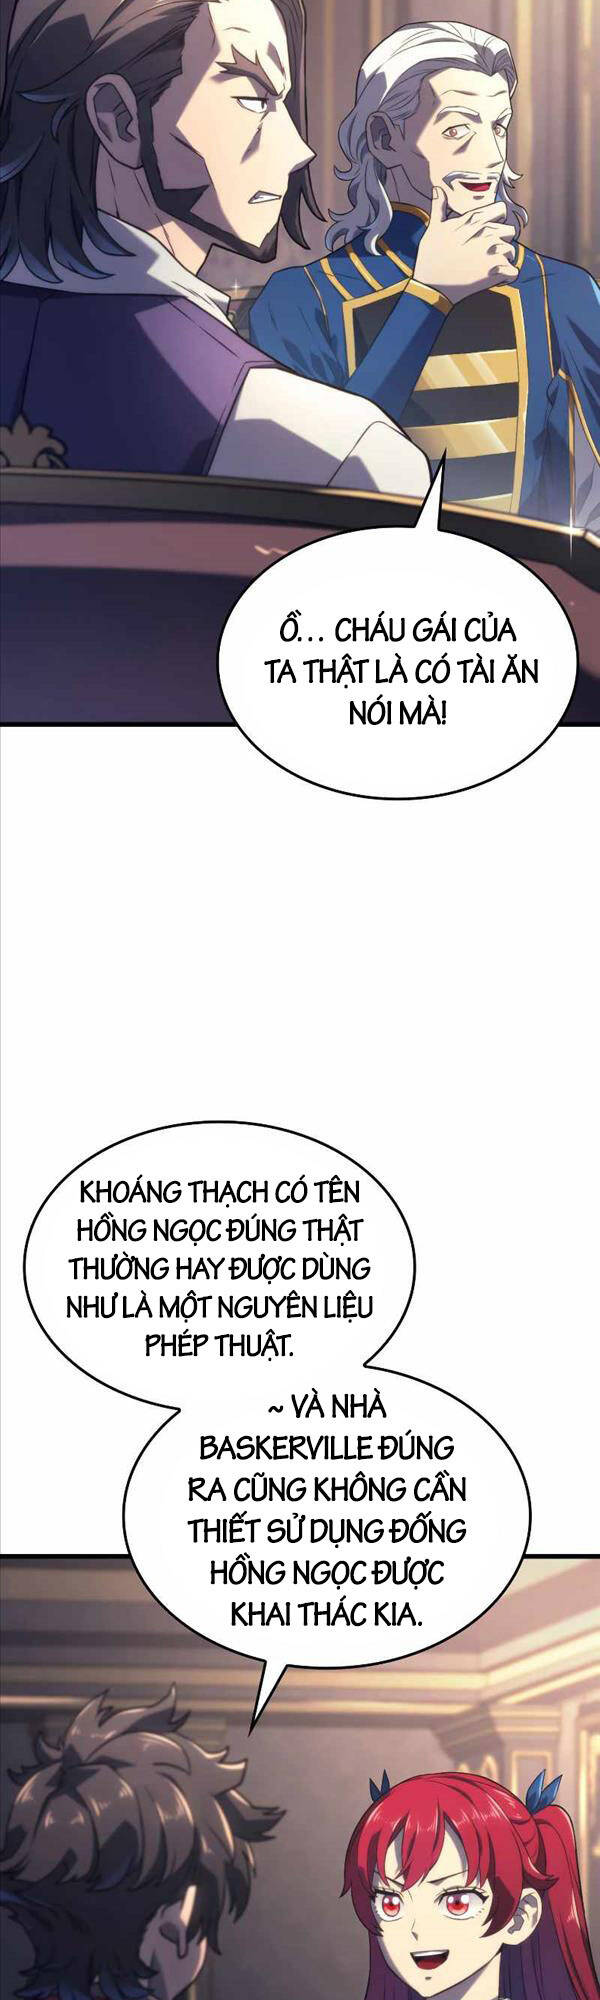 Ồ... CHÁU GÁI CỦA
TA THẬT LÀ CÓ TÀI ĂN
NÓI MÀ!
KHOÁNG THẠCH CÓ TÊN
HỒNG NGỌC ĐÚNG THẬT
THƯỜNG HAY ĐƯỢC DÙNG
NHƯ LÀ MỘT NGUYÊN LIỆU
PHÉP THUẬT.
~ VÀ NHÀ
BASKERVILLE ĐÚNG
RA CŨNG KHÔNG CẦN
THIẾT SỬ DỤNG ĐỐNG
HỒNG NGỌC ĐƯỢC
KHAI THÁC KIA.